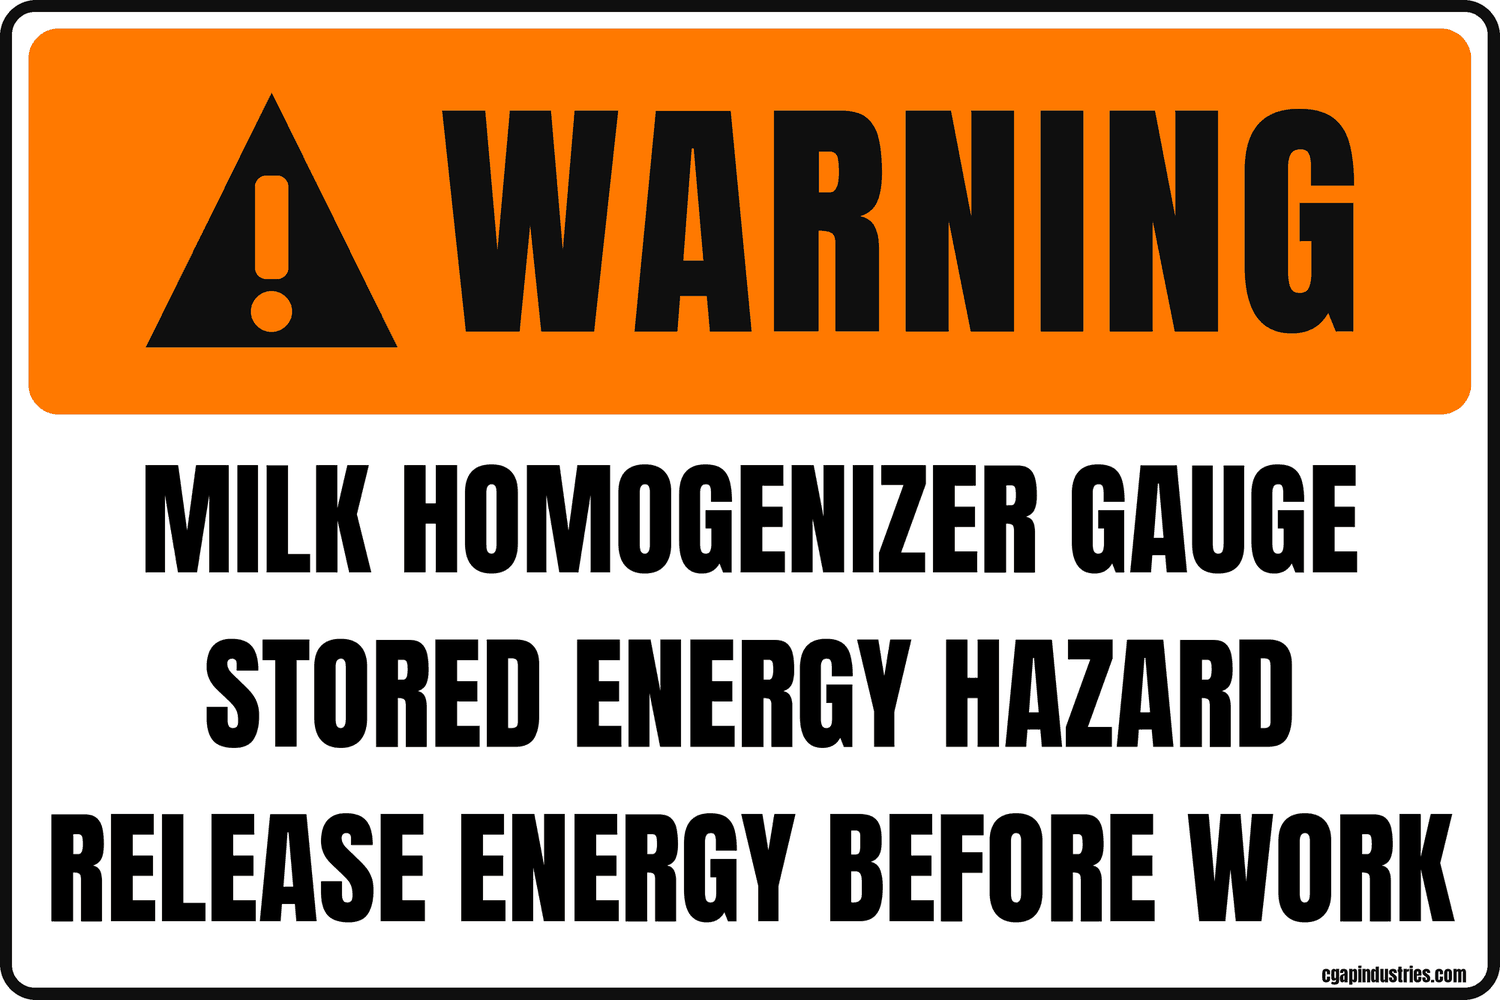 WARNING
MILK HOMOGENIZER GAUGE
STORED ENERGY HAZARD
RELEASE ENERGY BEFORE WORK
cgapindustries.com